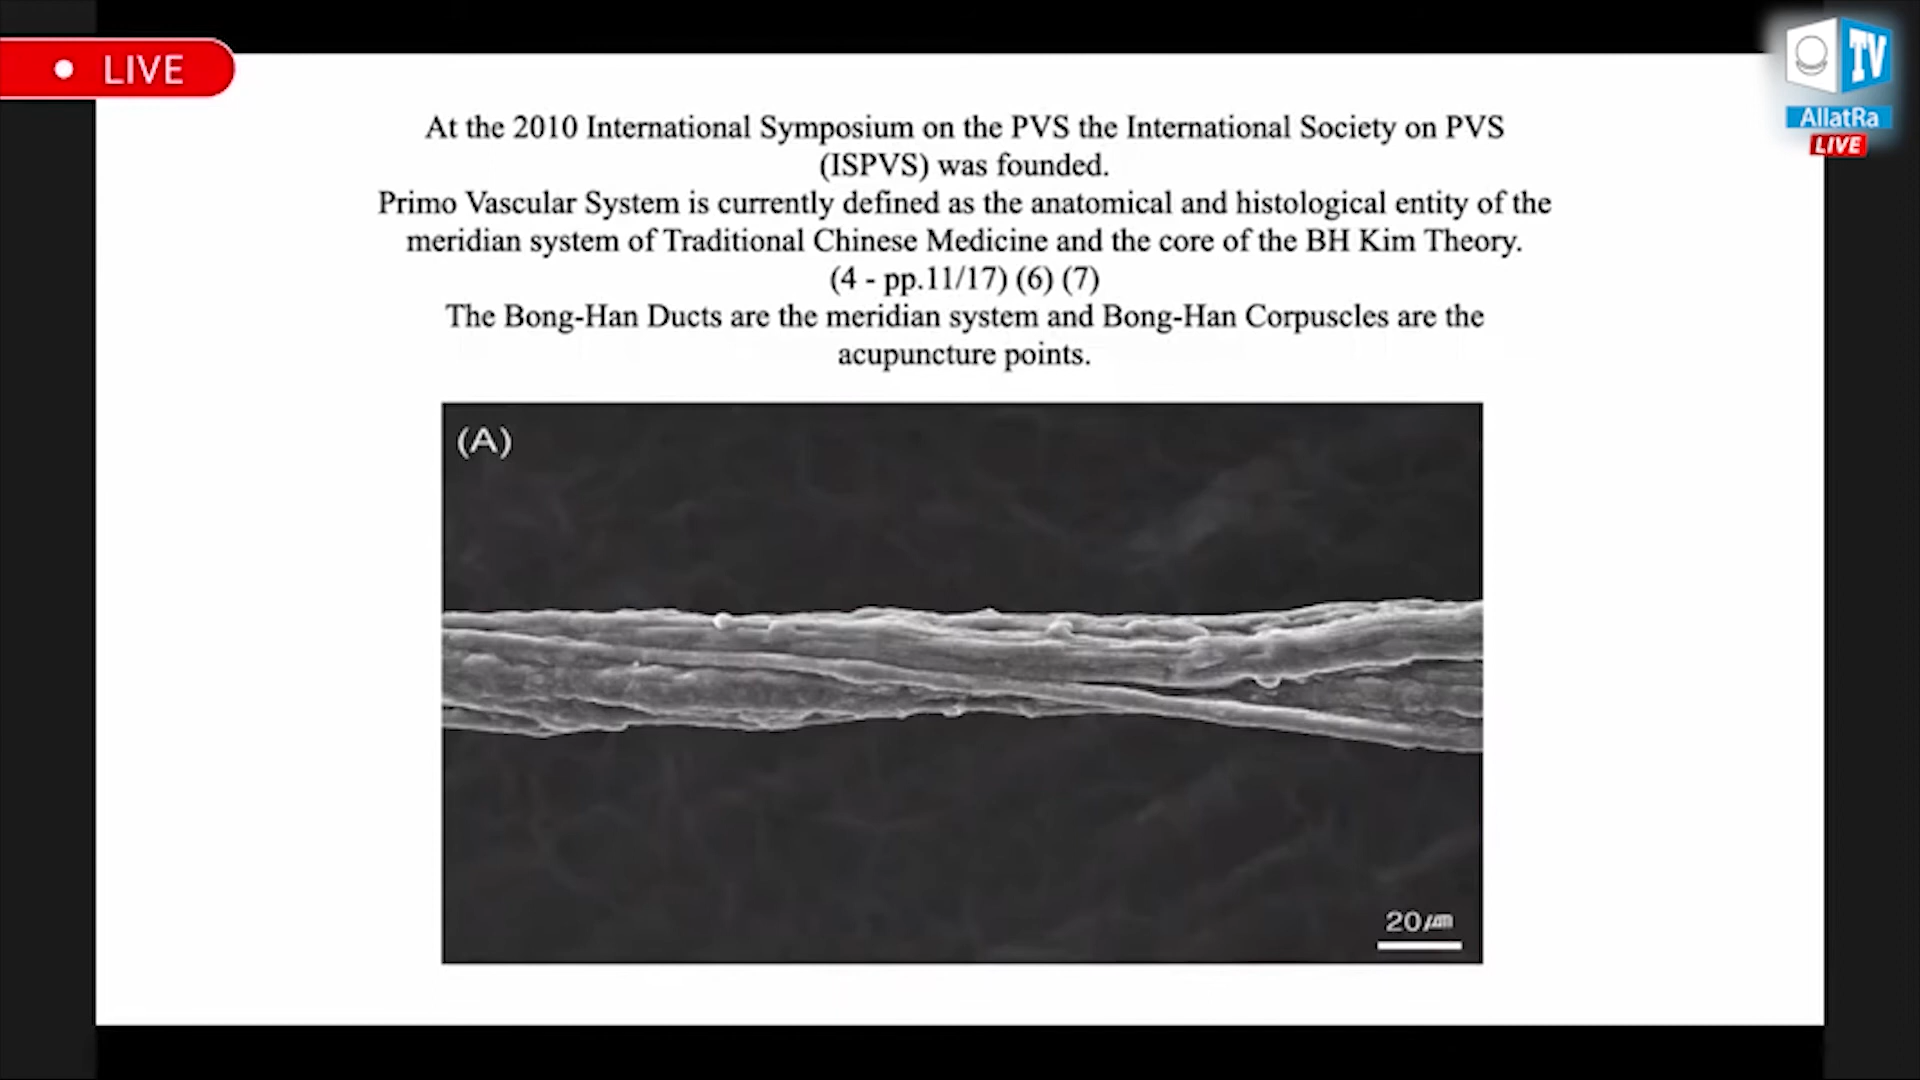 LIVE
TV
AllatRa
LIVE
At the 2010 International Symposium on the PVS the International Society on PVS
(ISPVS) was founded.
Primo Vascular System is currently defined as the anatomical and histological entity of the
meridian system of Traditional Chinese Medicine and the core of the BH Kim Theory.
(4 - pp.11/17) (6) (7)
The Bong-Han Ducts are the meridian system and Bong-Han Corpuscles are the
acupuncture points.
(A)
20 μm